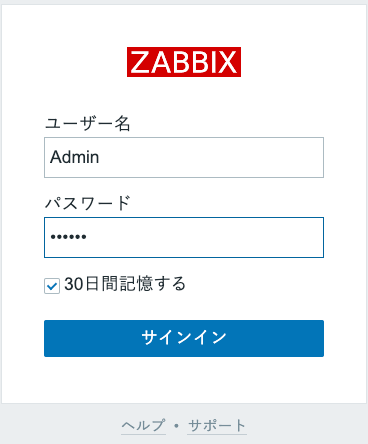 ZABBIX
ユーザー名
Admin
パスワード
••••••
30日間記憶する
サインイン
ヘルプ • サポート